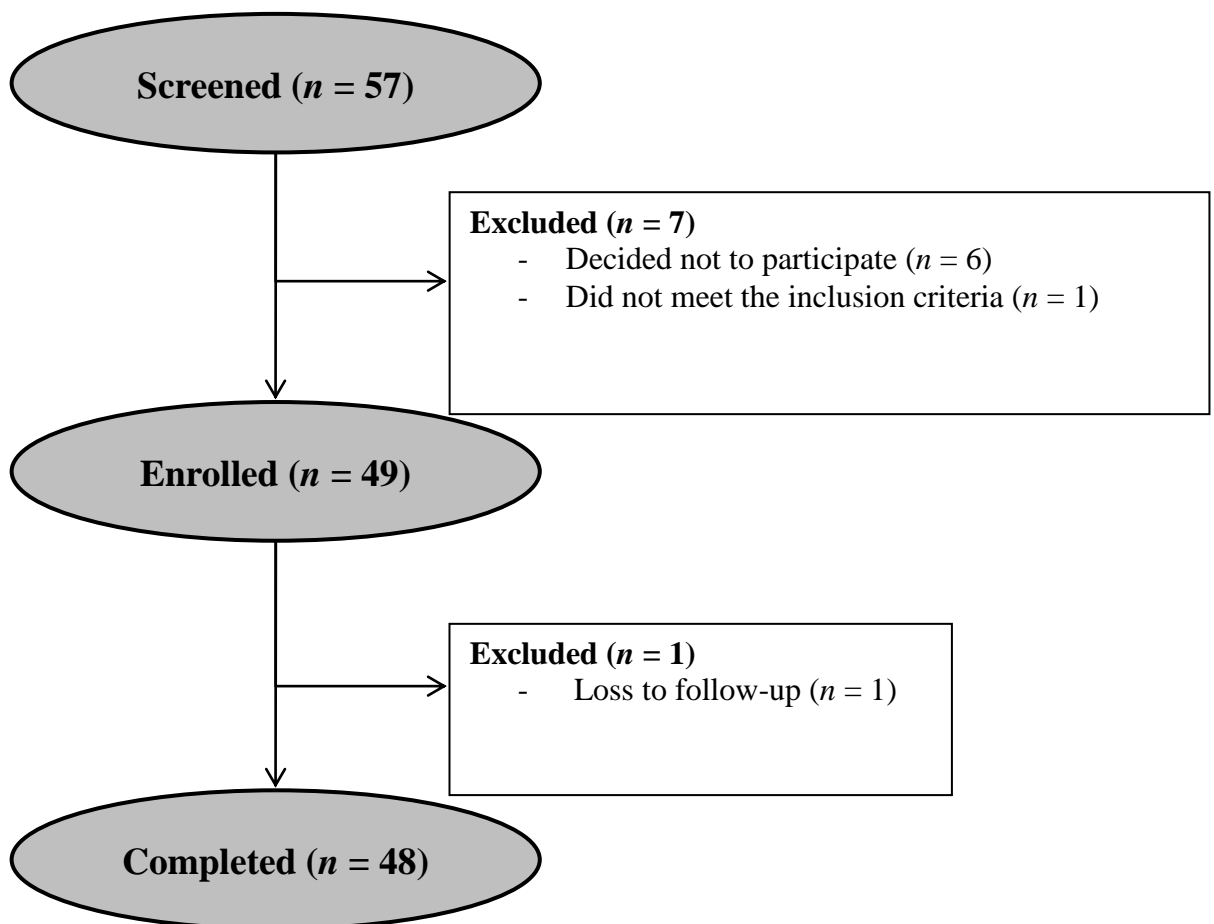 Screened (n = 57)
Excluded (n = 7)
- Decided not to participate (n = 6)
- Did not meet the inclusion criteria (n = 1)
Enrolled (n = 49)
Excluded (n = 1)
- Loss to follow-up (n = 1)
Completed (n = 48)